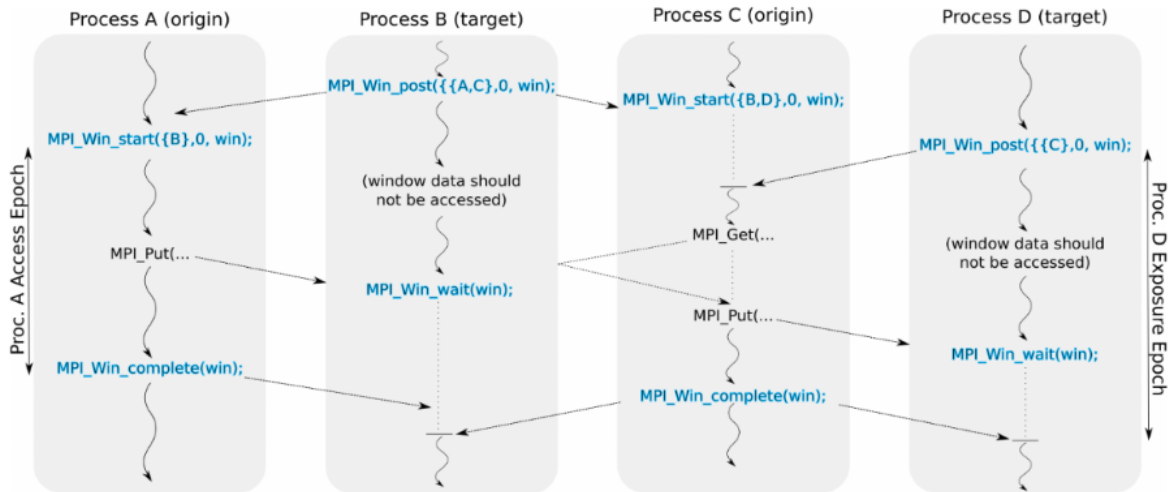 Process A (origin)
Process B (target)
Process C (origin)
Process D (target)
MPI_Win_post({{A,C},0, win);
MPI_Win_start({B,D},0, win);
MPI_Win_start({B},0, win);
MPI_Win_post({{C},0, win);
(window data should
not be accessed)
MPI_Get(...
(window data should
not be accessed)
MPI_Put(...
MPI_Win_wait(win);
MPI_Put(...
MPI_Win_wait(win);
MPI_Win_complete(win);
MPI_Win_complete(win);
Proc. A Access Epoch
Proc. D Exposure Epoch